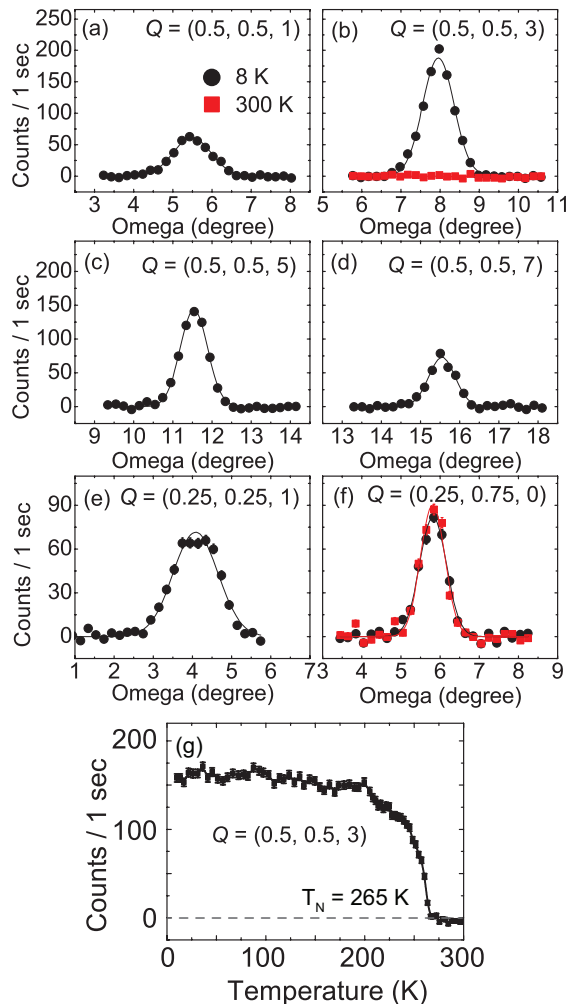 (a) Q = (0.5, 0.5, 1)
8 K
300 K
250
200
150
100
50
0
Counts / 1 sec
3 4 5 6 7 8
Omega (degree)
(b) Q = (0.5, 0.5, 3)
5 6 7 8 9 10 11
Omega (degree)
(c) Q = (0.5, 0.5, 5)
200
150
100
50
0
Counts / 1 sec
9 10 11 12 13 14
Omega (degree)
(d) Q = (0.5, 0.5, 7)
13 14 15 16 17 18
Omega (degree)
(e) Q = (0.25, 0.25, 1)
90
60
30
0
Counts / 1 sec
1 2 3 4 5 6 7
Omega (degree)
(f) Q = (0.25, 0.75, 0)
3 4 5 6 7 8 9
Omega (degree)
(g)
200
100
0
Counts / 1 sec
Q = (0.5, 0.5, 3)
T_N = 265 K
0 100 200 300
Temperature (K)